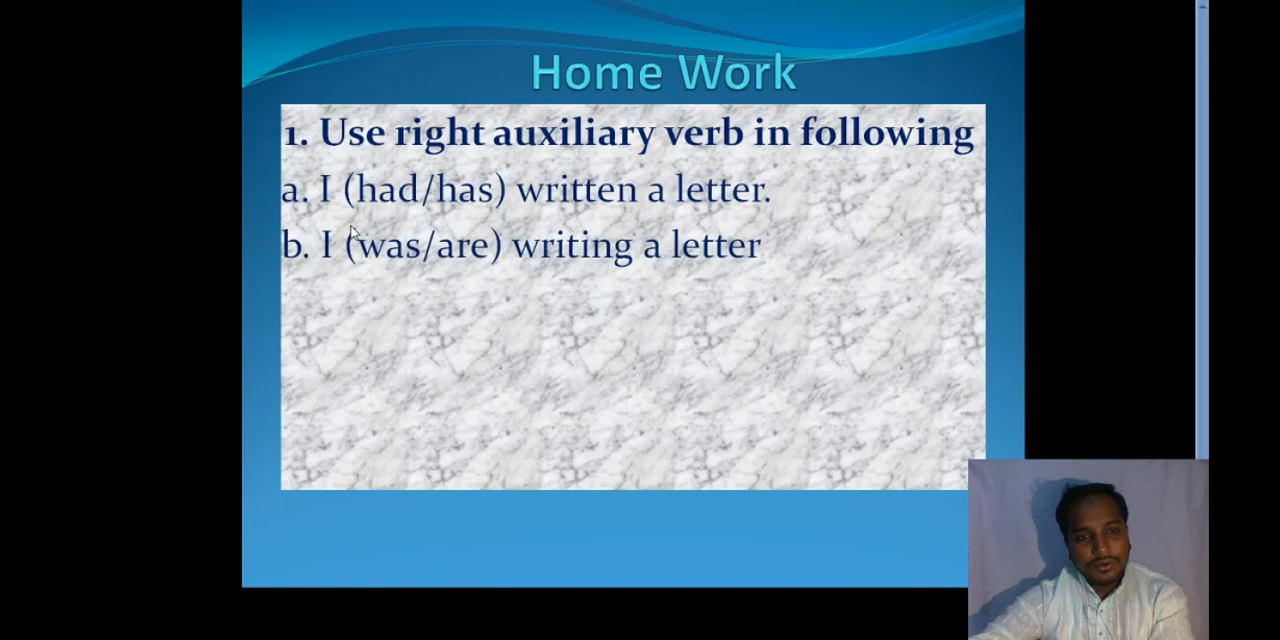 Home Work
1. Use right auxiliary verb in following
a. I (had/has) written a letter.
b. I (was/are) writing a letter